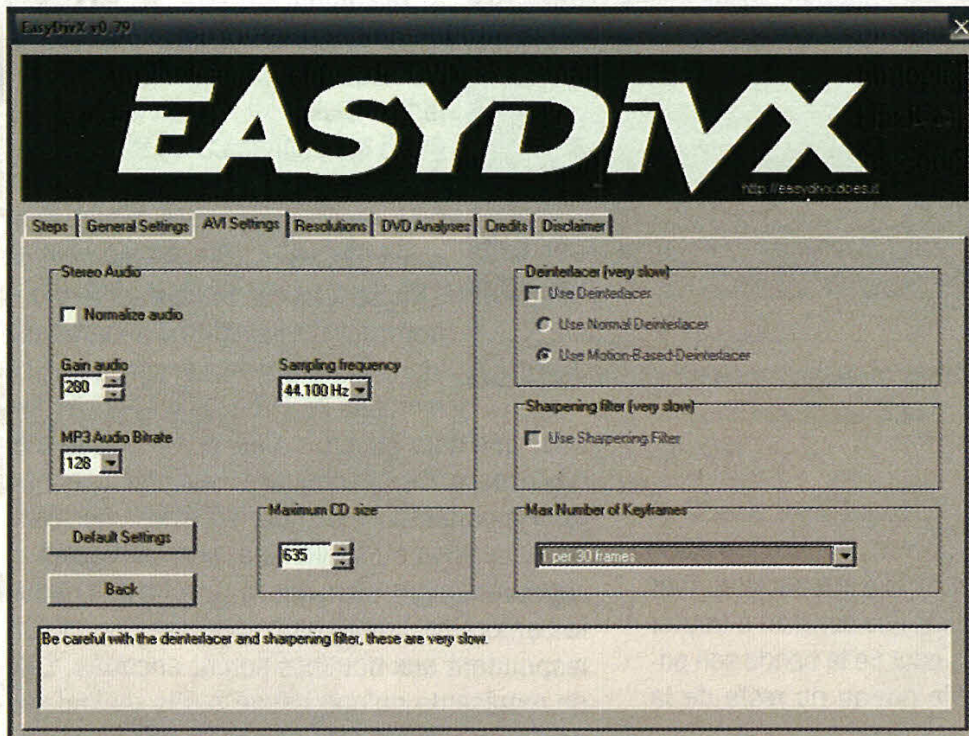 EasyDivX v0.79
EASYDIVX
http://easydivx.does.it
Steps General Settings AVI Settings Resolutions DVD Analyses Credits Disclaimer
Stereo Audio
Normalize audio
Gain audio
280
Sampling frequency
44.100 Hz
MP3 Audio Bitrate
128
Deinterlacer (very slow)
Use Deinterlacer
Use Normal Deinterlacer
Use Motion-Based-Deinterlacer
Sharpening filter (very slow)
Use Sharpening Filter
Default Settings
Back
Maximum CD size
635
Max Number of Keyframes
1 per 30 frames
Be careful with the deinterlacer and sharpening filter, these are very slow.